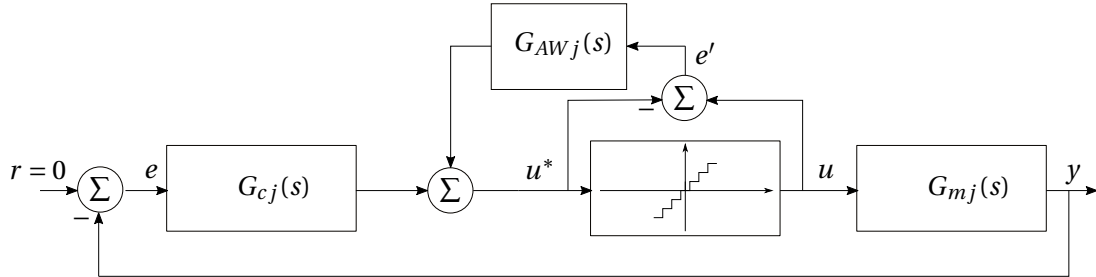 G_{AWj}(s)
e′
Σ
−
r = 0
Σ
−
e
G_{cj}(s)
Σ
u*
u
G_{mj}(s)
y